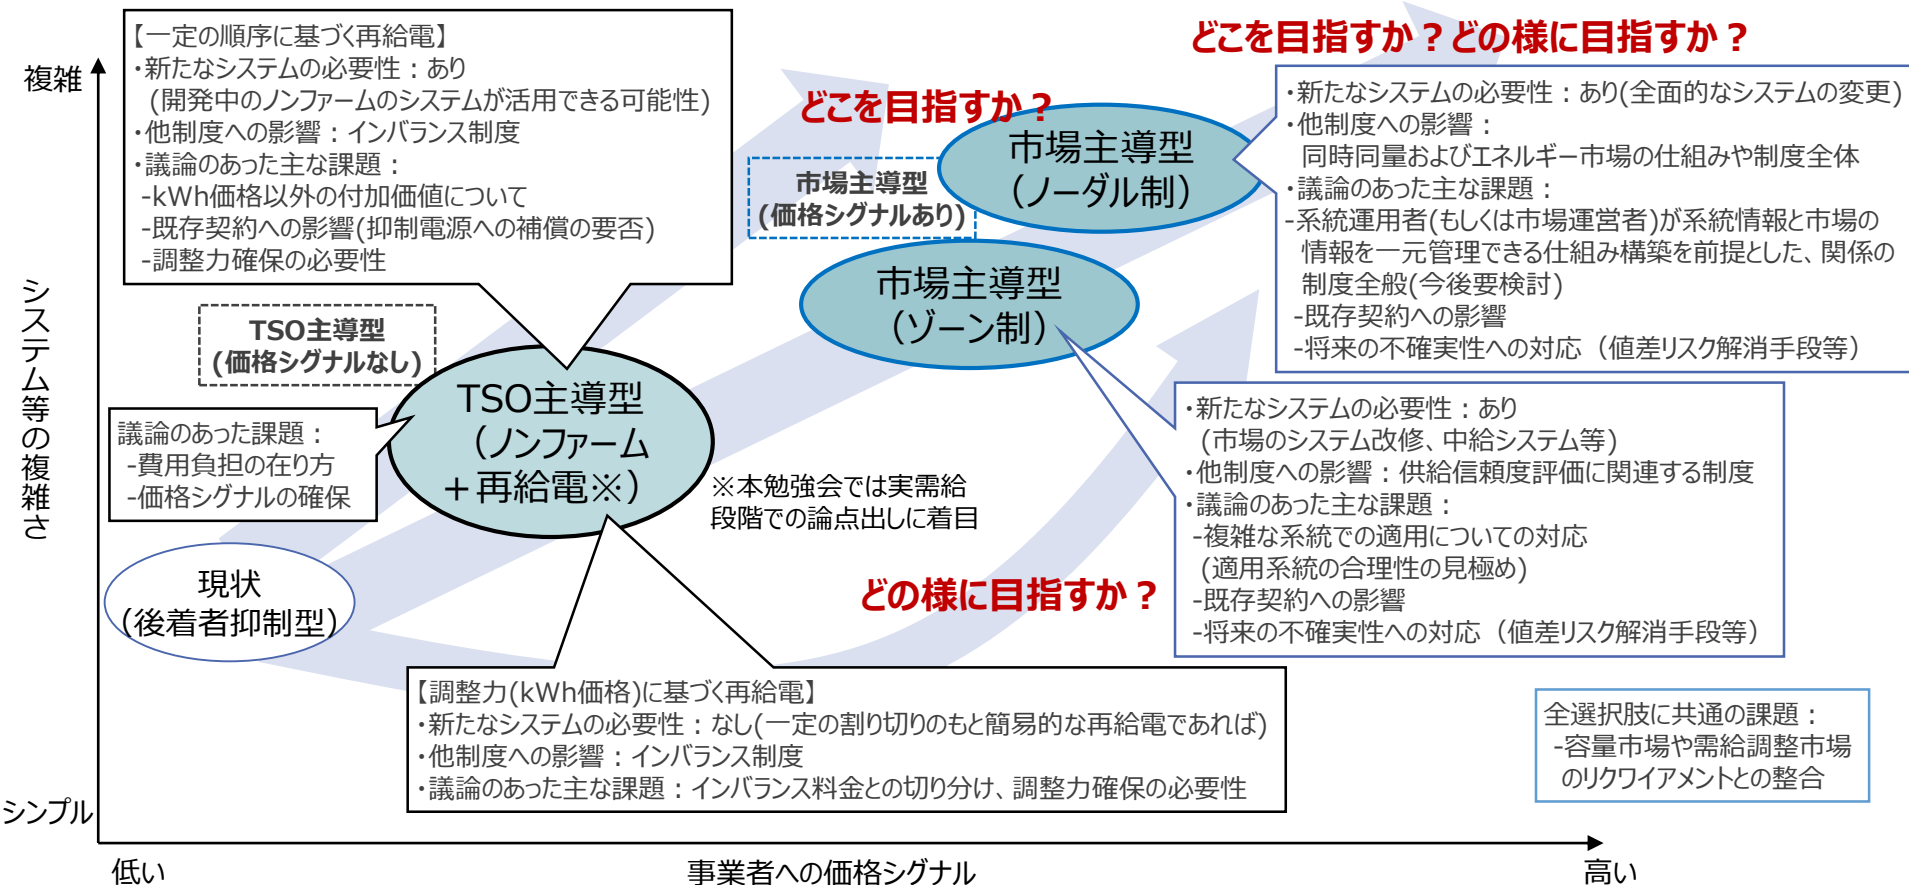 どこを目指すか？どの様に目指すか？
複雑
【一定の順序に基づく再給電】
・新たなシステムの必要性：あり
(開発中のノンファームのシステムが活用できる可能性)
・他制度への影響：インバランス制度
・議論のあった主な課題：
-kWh価格以外の付加価値について
-既存契約への影響(抑制電源への補償の要否)
-調整力確保の必要性
どこを目指すか？
市場主導型
（ノーダル制）
市場主導型
(価格シグナルあり)
市場主導型
（ゾーン制）
・新たなシステムの必要性：あり(全面的なシステムの変更)
・他制度への影響：
同時同量およびエネルギー市場の仕組みや制度全体
・議論のあった主な課題：
-系統運用者(もしくは市場運営者)が系統情報と市場の
情報を一元管理できる仕組み構築を前提とした、関係の
制度全般(今後要検討)
-既存契約への影響
-将来の不確実性への対応（値差リスク解消手段等）
システム等の複雑さ
TSO主導型
(価格シグナルなし)
TSO主導型
（ノンファーム
＋再給電※）
議論のあった課題：
-費用負担の在り方
-価格シグナルの確保
※本勉強会では実需給
段階での論点出しに着目
・新たなシステムの必要性：あり
(市場のシステム改修、中給システム等)
・他制度への影響：供給信頼度評価に関連する制度
・議論のあった主な課題：
-複雑な系統での適用についての対応
(適用系統の合理性の見極め)
-既存契約への影響
-将来の不確実性への対応（値差リスク解消手段等）
現状
（後着者抑制型）
どの様に目指すか？
【調整力(kWh価格)に基づく再給電】
・新たなシステムの必要性：なし(一定の割り切りのもと簡易的な再給電であれば)
・他制度への影響：インバランス制度
・議論のあった主な課題：インバランス料金との切り分け、調整力確保の必要性
全選択肢に共通の課題：
-容量市場や需給調整市場
のリクワイアメントとの整合
シンプル
低い
事業者への価格シグナル
高い